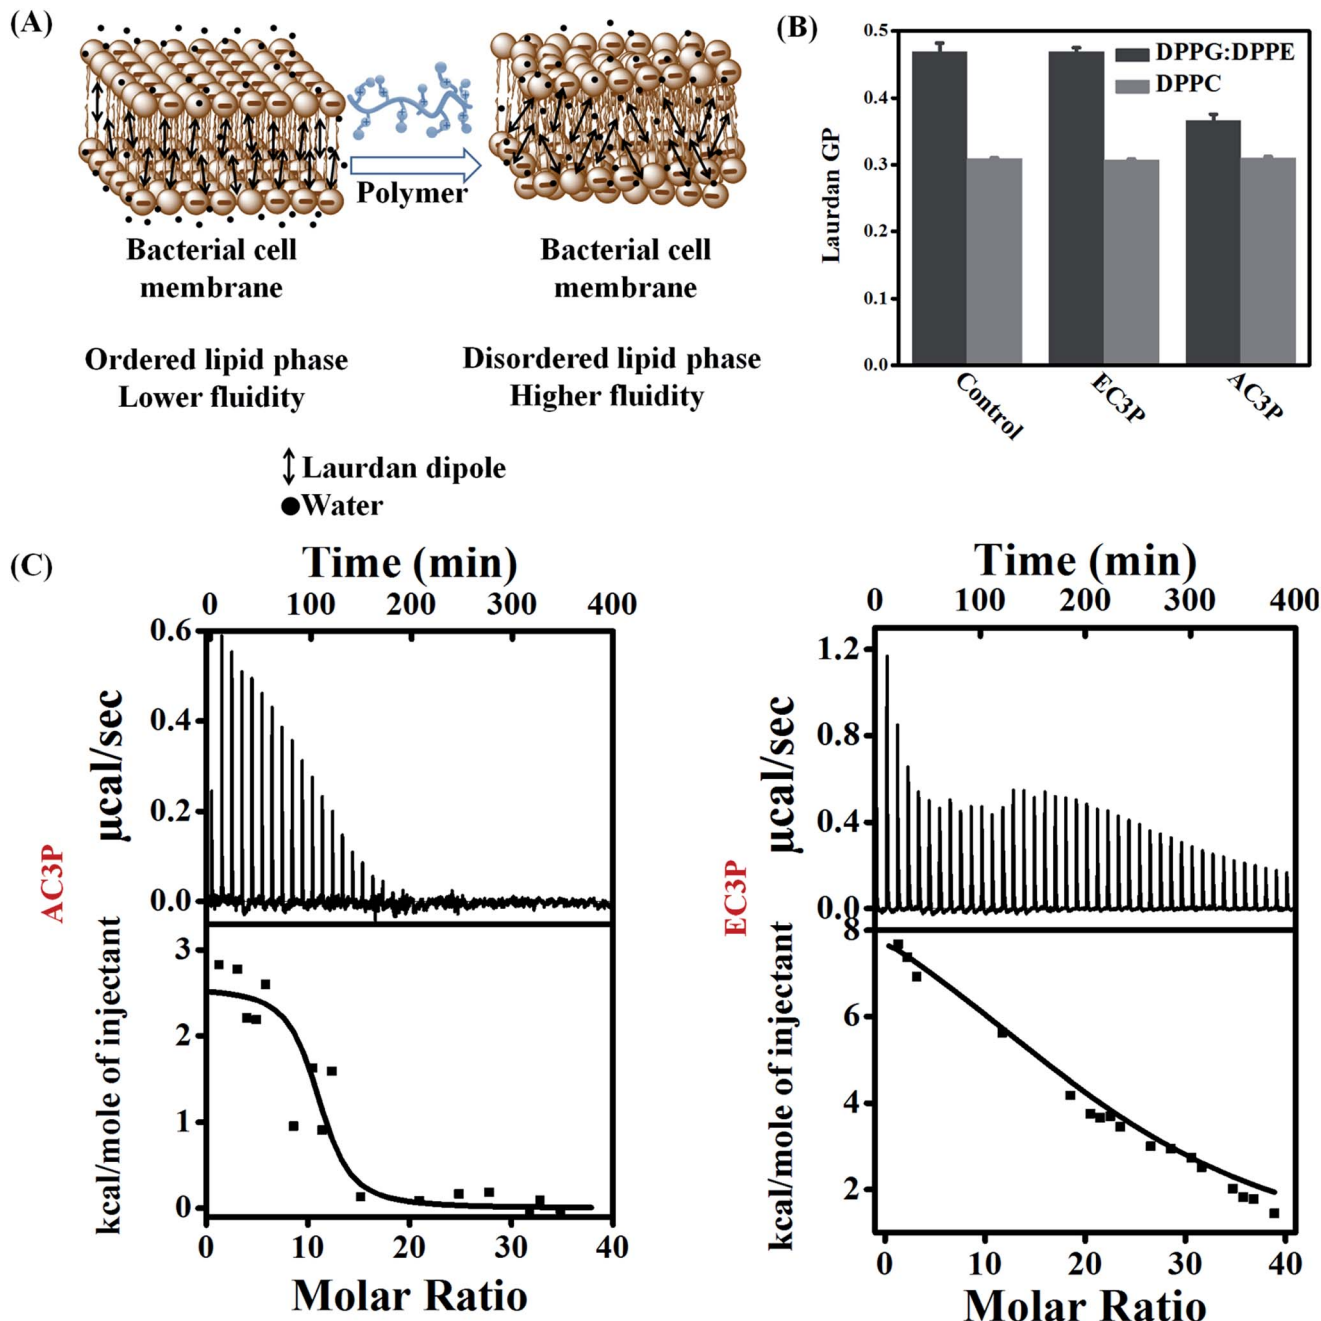 (A)
Polymer
Bacterial cell
membrane
Bacterial cell
membrane
Ordered lipid phase
Lower fluidity
Disordered lipid phase
Higher fluidity
Laurdan dipole
Water
(B)
Laurdan GP
0.5
0.4
0.3
0.2
0.1
0.0
DPPG:DPPE
DPPC
Control
EC3P
AC3P
(C)
Time (min)
0 100 200 300 400
AC3P
µcal/sec
0.6
0.4
0.2
0.0
kcal/mole of injectant
3
2
1
0
0 10 20 30 40
Molar Ratio
Time (min)
0 100 200 300 400
EC3P
µcal/sec
1.2
0.8
0.4
0.0
kcal/mole of injectant
8
6
4
2
0 10 20 30 40
Molar Ratio